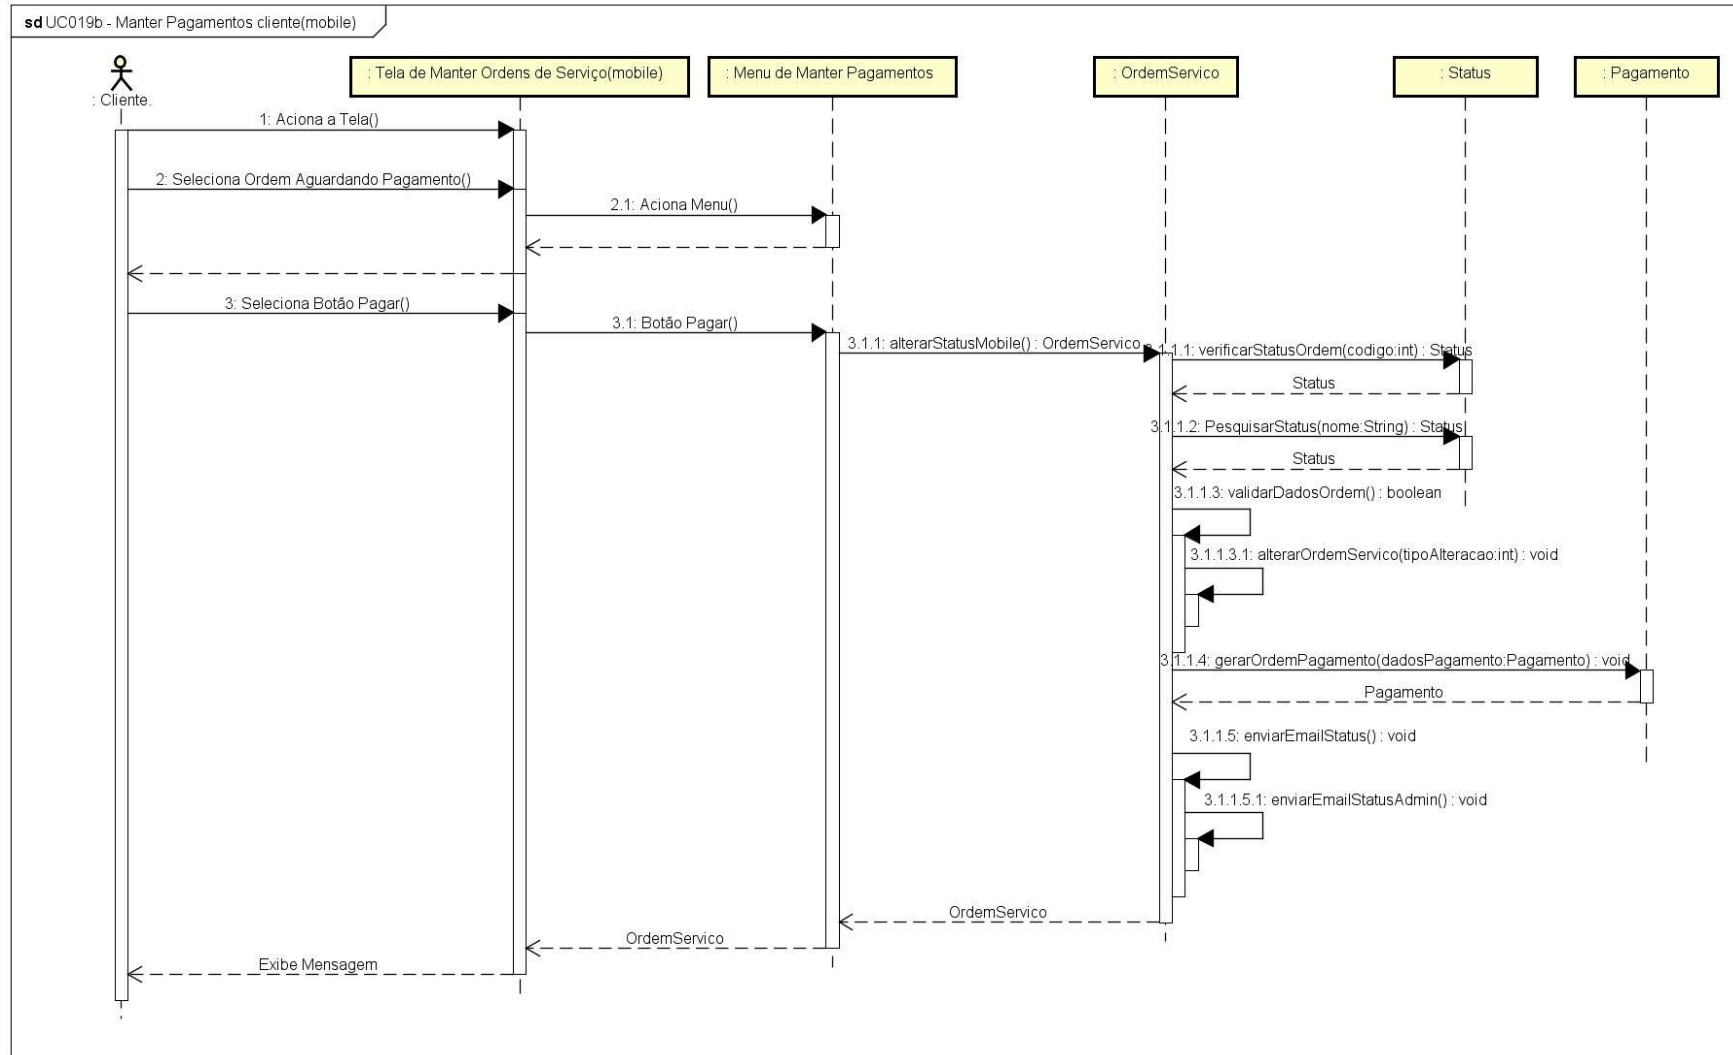 sd UC019b - Manter Pagamentos cliente(mobile)
: Cliente.
: Tela de Manter Ordens de Serviço(mobile)
: Menu de Manter Pagamentos
: OrdemServico
: Status
: Pagamento
1: Aciona a Tela()
2: Seleciona Ordem Aguardando Pagamento()
2.1: Aciona Menu()
3: Seleciona Botão Pagar()
3.1: Botão Pagar()
3.1.1: alterarStatusMobile() : OrdemServico
3.1.1.1: verificarStatusOrdem(codigo:int) : Status
Status
3.1.1.2: PesquisarStatus(nome:String) : Status
Status
3.1.1.3: validarDadosOrdem() : boolean
3.1.1.3.1: alterarOrdemServico(tipoAlteracao:int) : void
3.1.1.4: gerarOrdemPagamento(dadosPagamento:Pagamento) : void
Pagamento
3.1.1.5: enviarEmailStatus() : void
3.1.1.5.1: enviarEmailStatusAdmin() : void
OrdemServico
OrdemServico
Exibe Mensagem